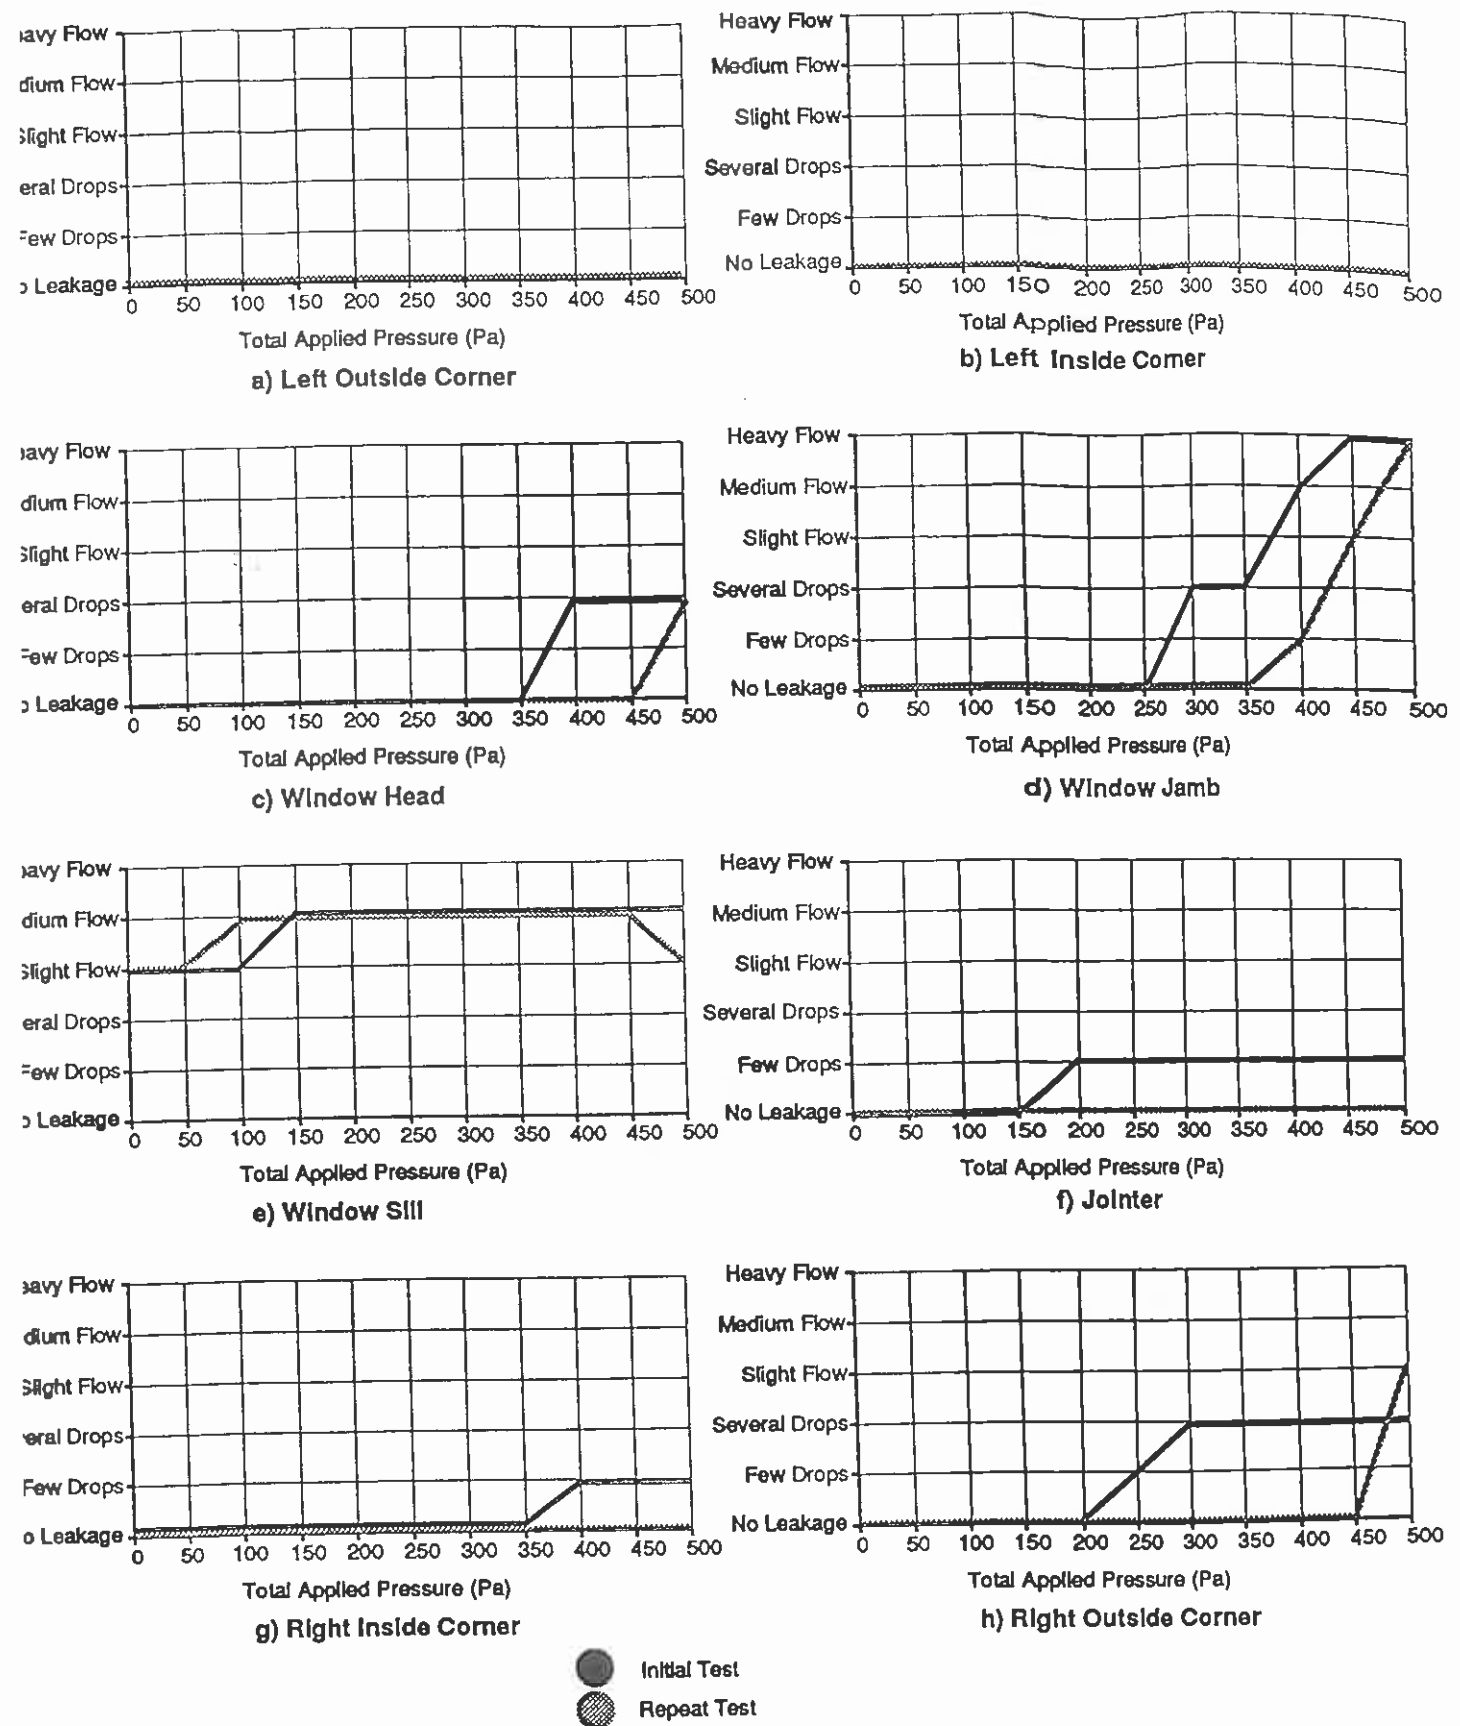 avy Flow
dium Flow
Slight Flow
eral Drops
Few Drops
o Leakage
0 50 100 150 200 250 300 350 400 450 500
Total Applied Pressure (Pa)
a) Left Outside Corner
Heavy Flow
Medium Flow
Slight Flow
Several Drops
Few Drops
No Leakage
0 50 100 150 200 250 300 350 400 450 500
Total Applied Pressure (Pa)
b) Left Inside Corner
eavy Flow
dium Flow
Slight Flow
eral Drops
Few Drops
o Leakage
0 50 100 150 200 250 300 350 400 450 500
Total Applied Pressure (Pa)
c) Window Head
Heavy Flow
Medium Flow
Slight Flow
Several Drops
Few Drops
No Leakage
0 50 100 150 200 250 300 350 400 450 500
Total Applied Pressure (Pa)
d) Window Jamb
eavy Flow
dium Flow
Slight Flow
eral Drops
Few Drops
o Leakage
0 50 100 150 200 250 300 350 400 450 500
Total Applied Pressure (Pa)
e) Window Sill
Heavy Flow
Medium Flow
Slight Flow
Several Drops
Few Drops
No Leakage
0 50 100 150 200 250 300 350 400 450 500
Total Applied Pressure (Pa)
f) Jointer
eavy Flow
dium Flow
Slight Flow
eral Drops
Few Drops
o Leakage
0 50 100 150 200 250 300 350 400 450 500
Total Applied Pressure (Pa)
g) Right Inside Corner
Heavy Flow
Medium Flow
Slight Flow
Several Drops
Few Drops
No Leakage
0 50 100 150 200 250 300 350 400 450 500
Total Applied Pressure (Pa)
h) Right Outside Corner
Initial Test
Repeat Test